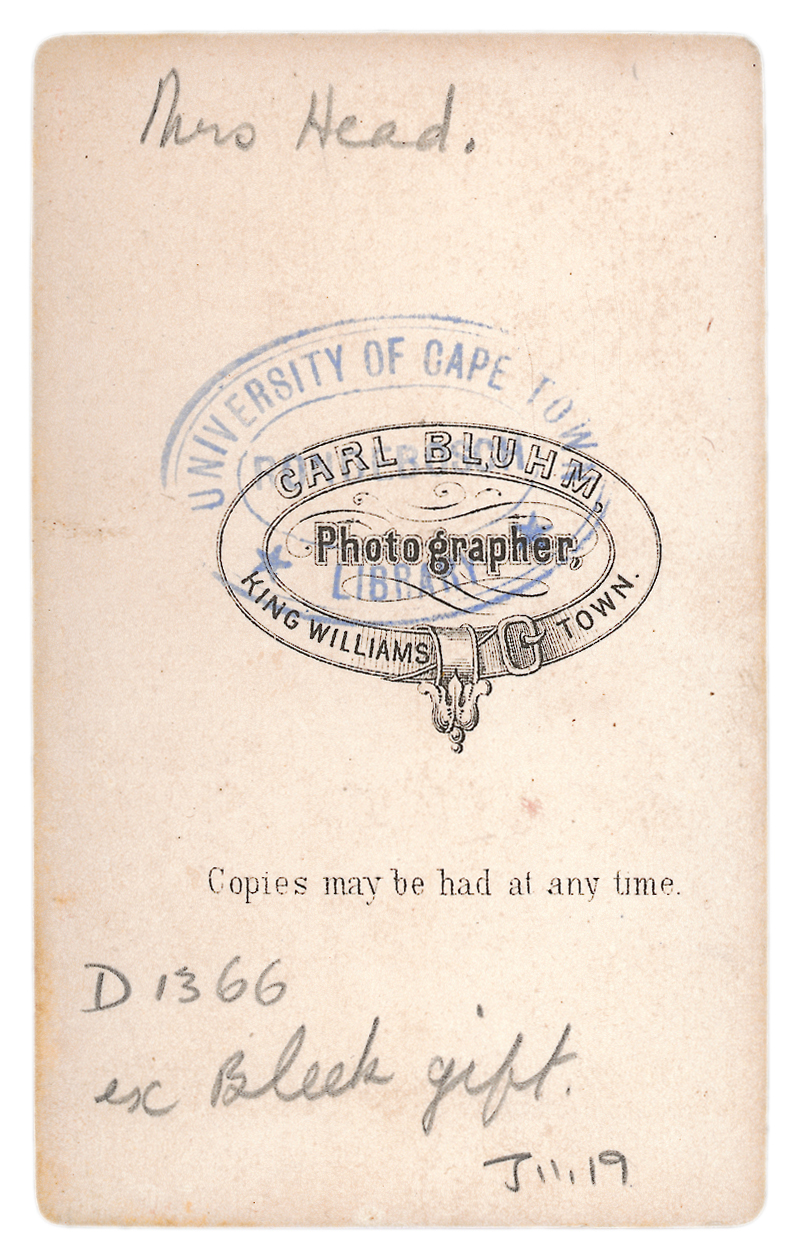 Mrs Head.
UNIVERSITY OF CAPE TOWN
LIBRARY
CARL BLUHM,
Photographer,
KING WILLIAMS TOWN.
Copies may be had at any time.
D 1366
ex Bleek gift.
J11.19